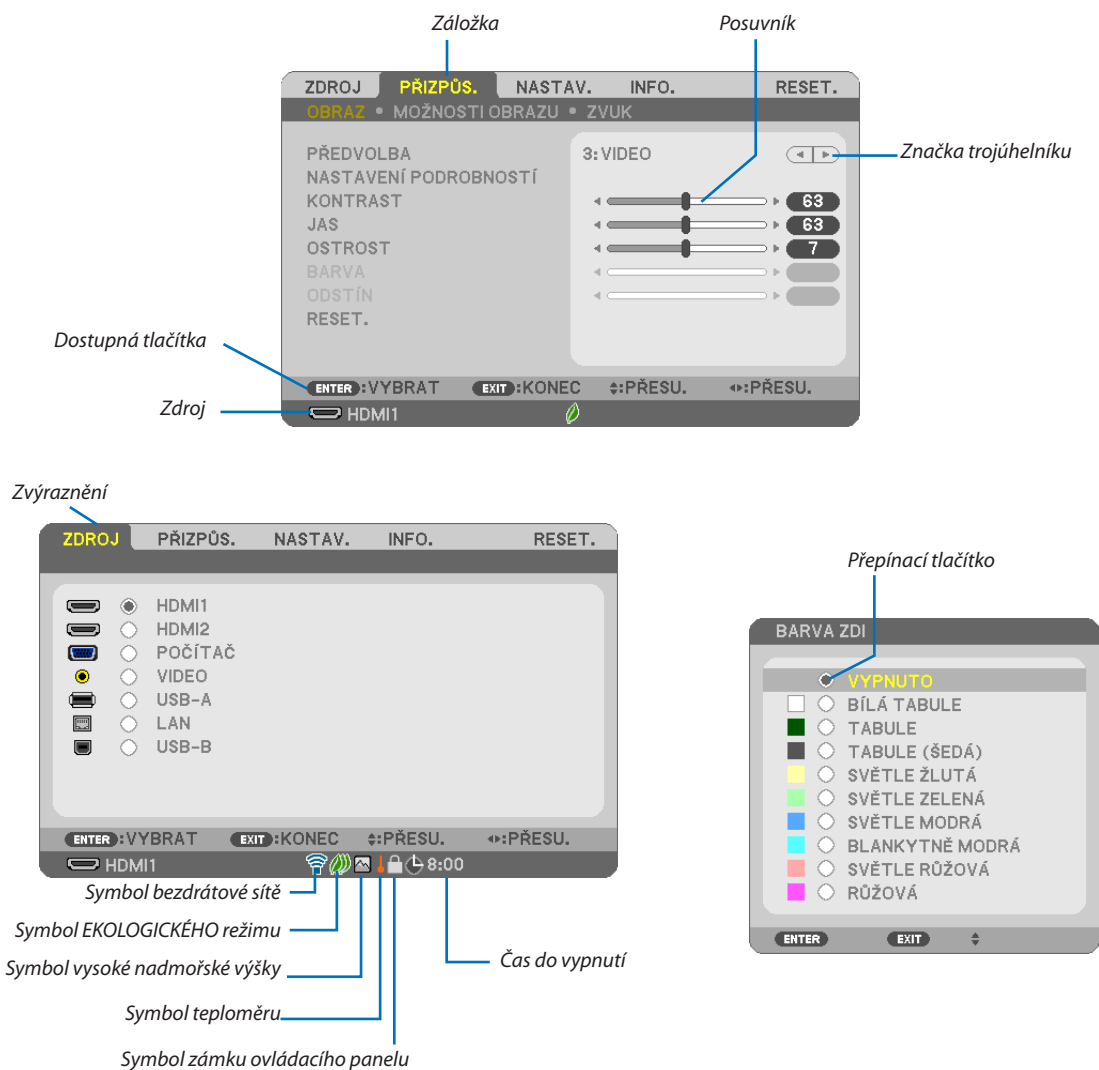 Záložka
Posuvník
ZDROJ PŘIZPŮS. NASTAV. INFO. RESET.
OBRAZ • MOŽNOSTI OBRAZU • ZVUK
PŘEDVOLBA 3:VIDEO
Značka trojúhelníku
NASTAVENÍ PODROBNOSTÍ
KONTRAST 63
JAS 63
OSTROST 7
BARVA
ODSTÍN
RESET.
Dostupná tlačítka
ENTER :VYBRAT EXIT :KONEC :PŘESU. :PŘESU.
Zdroj
HDMI1
Zvýraznění
ZDROJ PŘIZPŮS. NASTAV. INFO. RESET.
HDMI1
HDMI2
POČÍTAČ
VIDEO
USB-A
LAN
USB-B
ENTER :VYBRAT EXIT :KONEC :PŘESU. :PŘESU.
HDMI1 8:00
Symbol bezdrátové sítě
Symbol EKOLOGICKÉHO režimu
Symbol vysoké nadmořské výšky
Čas do vypnutí
Symbol teploměru
Symbol zámku ovládacího panelu
Přepínací tlačítko
BARVA ZDI
VYPNUTO
BÍLÁ TABULE
TABULE
TABULE (ŠEDÁ)
SVĚTLE ŽLUTÁ
SVĚTLE ZELENÁ
SVĚTLE MODRÁ
BLANKYTNĚ MODRÁ
SVĚTLE RŮŽOVÁ
RŮŽOVÁ
ENTER EXIT